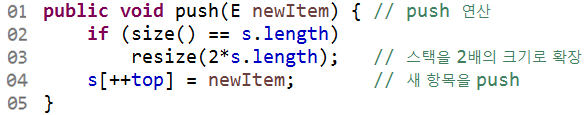 01 public void push(E newItem) { // push 연산
02     if (size() == s.length)
03         resize(2*s.length);   // 스택을 2배의 크기로 확장
04     s[++top] = newItem;       // 새 항목을 push
05 }